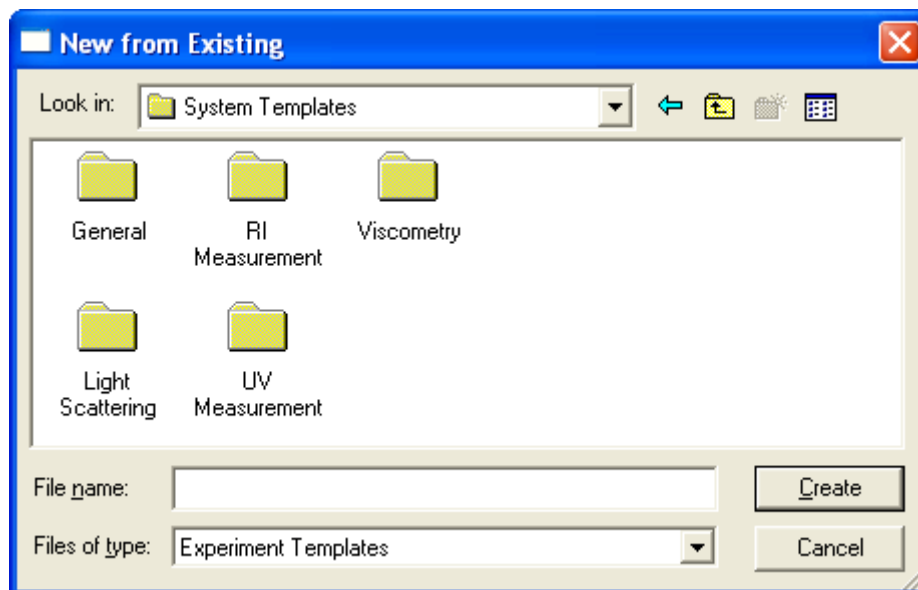 New from Existing
Look in: System Templates
General
RI
Measurement
Viscometry
Light
Scattering
UV
Measurement
File name:
Create
Files of type: Experiment Templates
Cancel